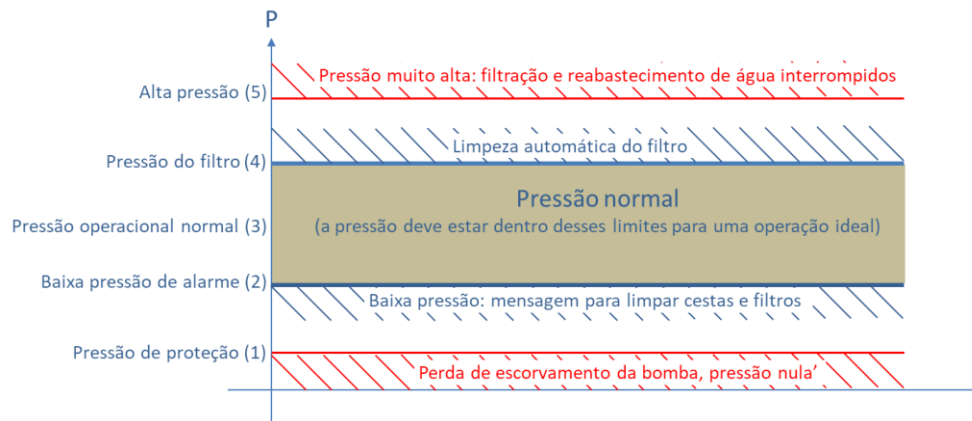 P
Pressão muito alta: filtração e reabastecimento de água interrompidos
Alta pressão (5)
Limpeza automática do filtro
Pressão do filtro (4)
Pressão normal
Pressão operacional normal (3)
(a pressão deve estar dentro desses limites para uma operação ideal)
Baixa pressão de alarme (2)
Baixa pressão: mensagem para limpar cestas e filtros
Pressão de proteção (1)
Perda de escorvamento da bomba, pressão nula’